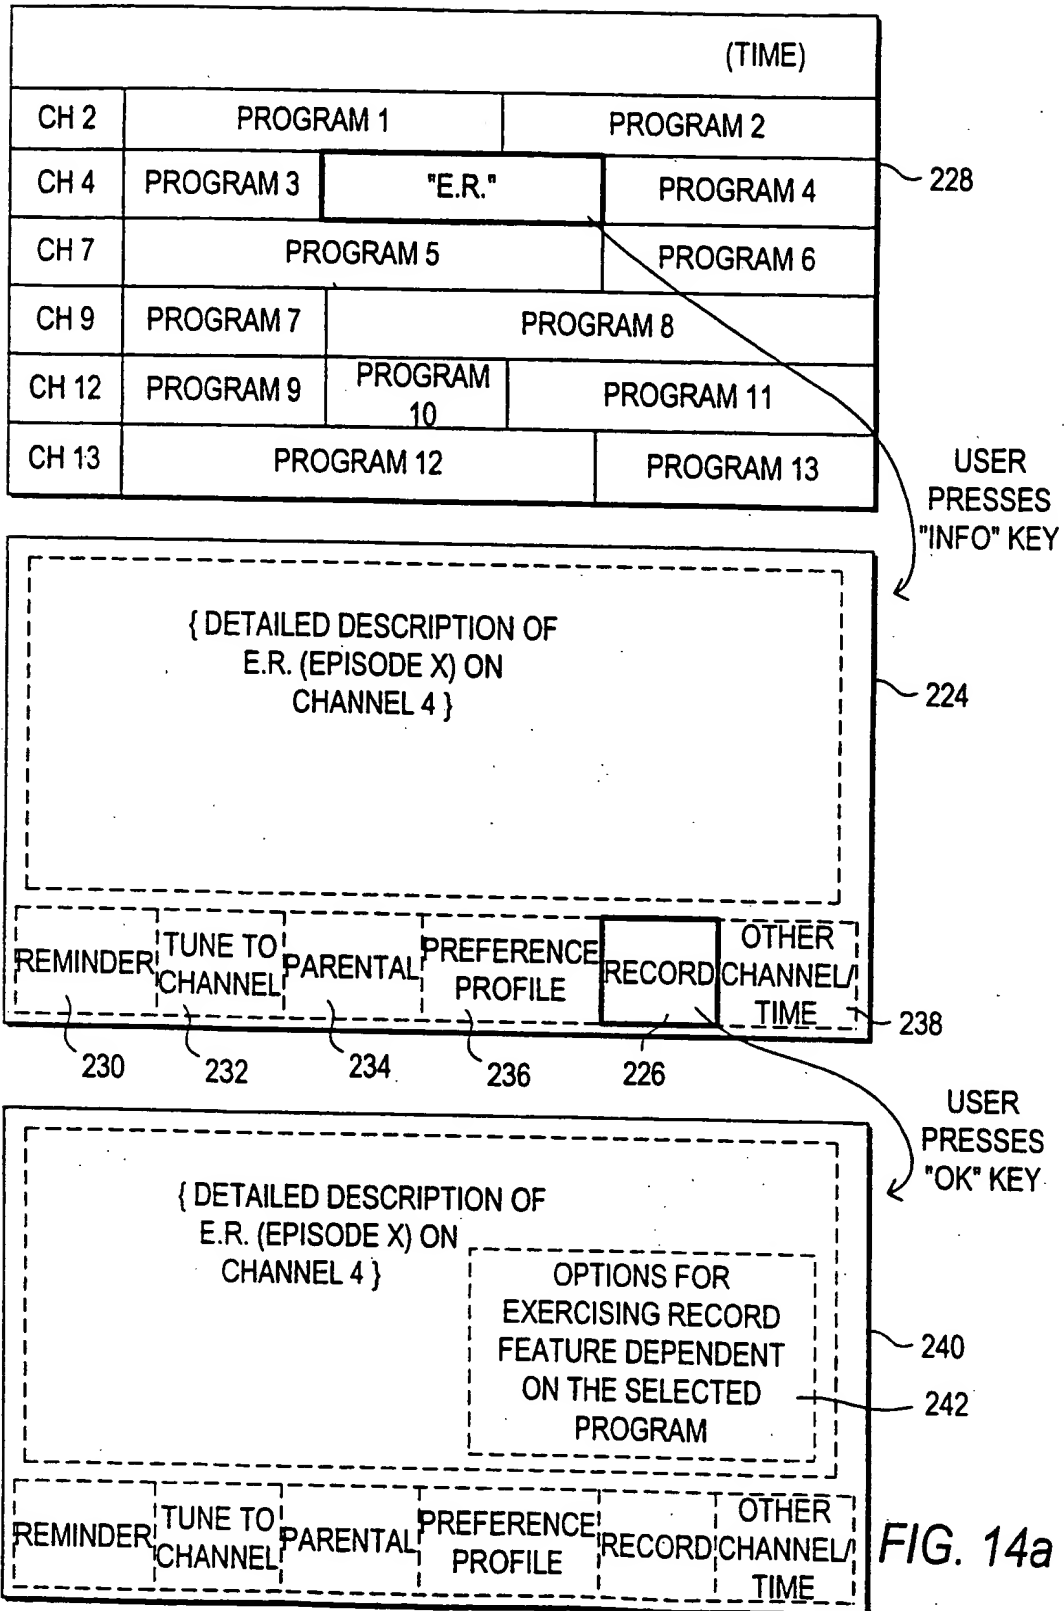 (TIME)
CH 2 PROGRAM 1 PROGRAM 2
CH 4 PROGRAM 3 "E.R." PROGRAM 4
228
CH 7 PROGRAM 5 PROGRAM 6
CH 9 PROGRAM 7 PROGRAM 8
CH 12 PROGRAM 9 PROGRAM 10 PROGRAM 11
CH 13 PROGRAM 12 PROGRAM 13
USER
PRESSES
"INFO" KEY
{ DETAILED DESCRIPTION OF
E.R. (EPISODE X) ON
CHANNEL 4 }
224
REMINDER
TUNE TO
CHANNEL
PARENTAL
PREFERENCE
PROFILE
RECORD
OTHER
CHANNEL/
TIME
238
230 232 234 236 226
USER
PRESSES
"OK" KEY
{ DETAILED DESCRIPTION OF
E.R. (EPISODE X) ON
CHANNEL 4 }
OPTIONS FOR
EXERCISING RECORD
FEATURE DEPENDENT
ON THE SELECTED
PROGRAM
240
242
REMINDER
TUNE TO
CHANNEL
PARENTAL
PREFERENCE
PROFILE
RECORD
OTHER
CHANNEL/
TIME
FIG. 14a